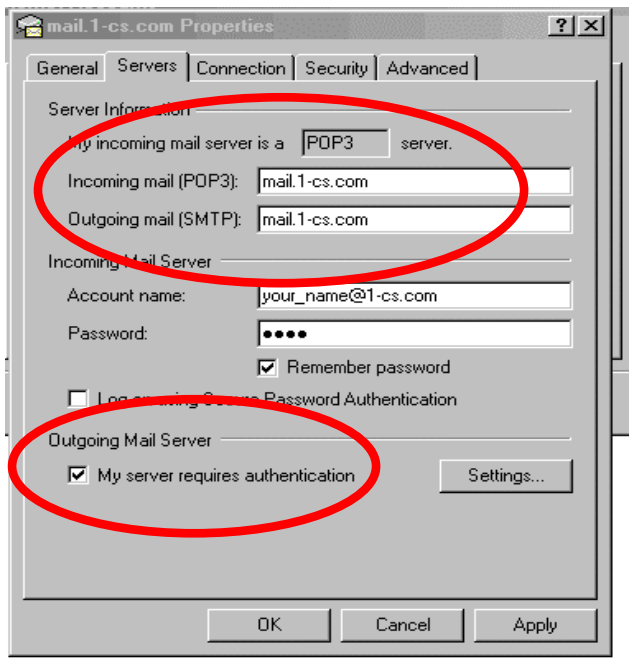 mail.1-cs.com Properties
General Servers Connection Security Advanced
Server Information
My incoming mail server is a POP3 server.
Incoming mail (POP3): mail.1-cs.com
Outgoing mail (SMTP): mail.1-cs.com
Incoming Mail Server
Account name: your_name@1-cs.com
Password: ●●●●
Remember password
Log on using Secure Password Authentication
Outgoing Mail Server
My server requires authentication Settings...
OK Cancel Apply